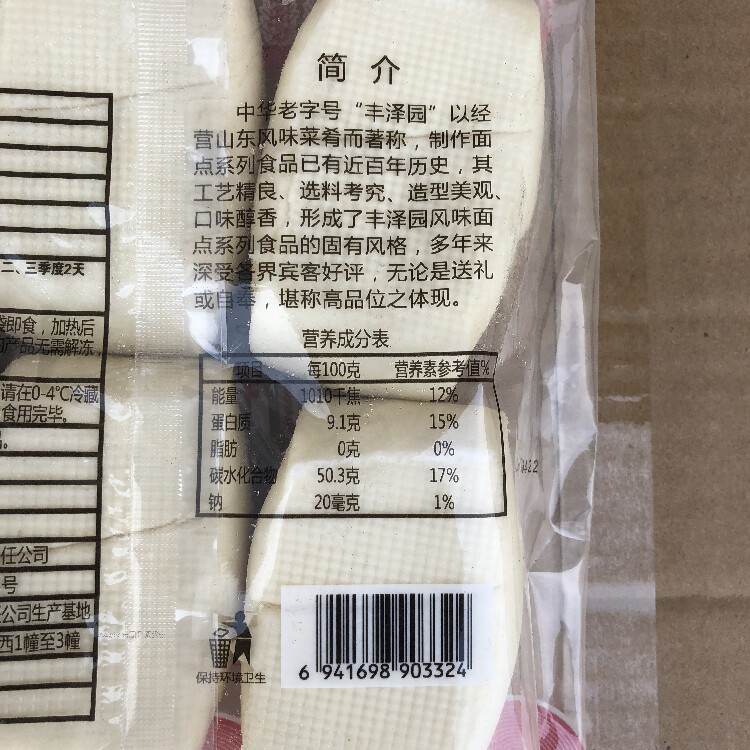 简 介
中华老字号“丰泽园”以经
营山东风味菜肴而著称，制作面
点系列食品已有近百年历史，其
工艺精良、选料考究、造型美观、
口味醇香，形成了丰泽园风味面
点系列食品的固有风格，多年来
深受各界宾客好评，无论是送礼
或自奉，堪称高品位之体现。
营养成分表
项目 每100克 营养素参考值%
能量 1010千焦 12%
蛋白质 9.1克 15%
脂肪 0克 0%
碳水化合物 50.3克 17%
钠 20毫克 1%
二、三季度2天
即食，加热后
产品无需解冻，
请在0-4℃冷藏
食用完毕。
任公司
号
公司生产基地
西1幢至3幢
保持环境卫生
6 941698 903324